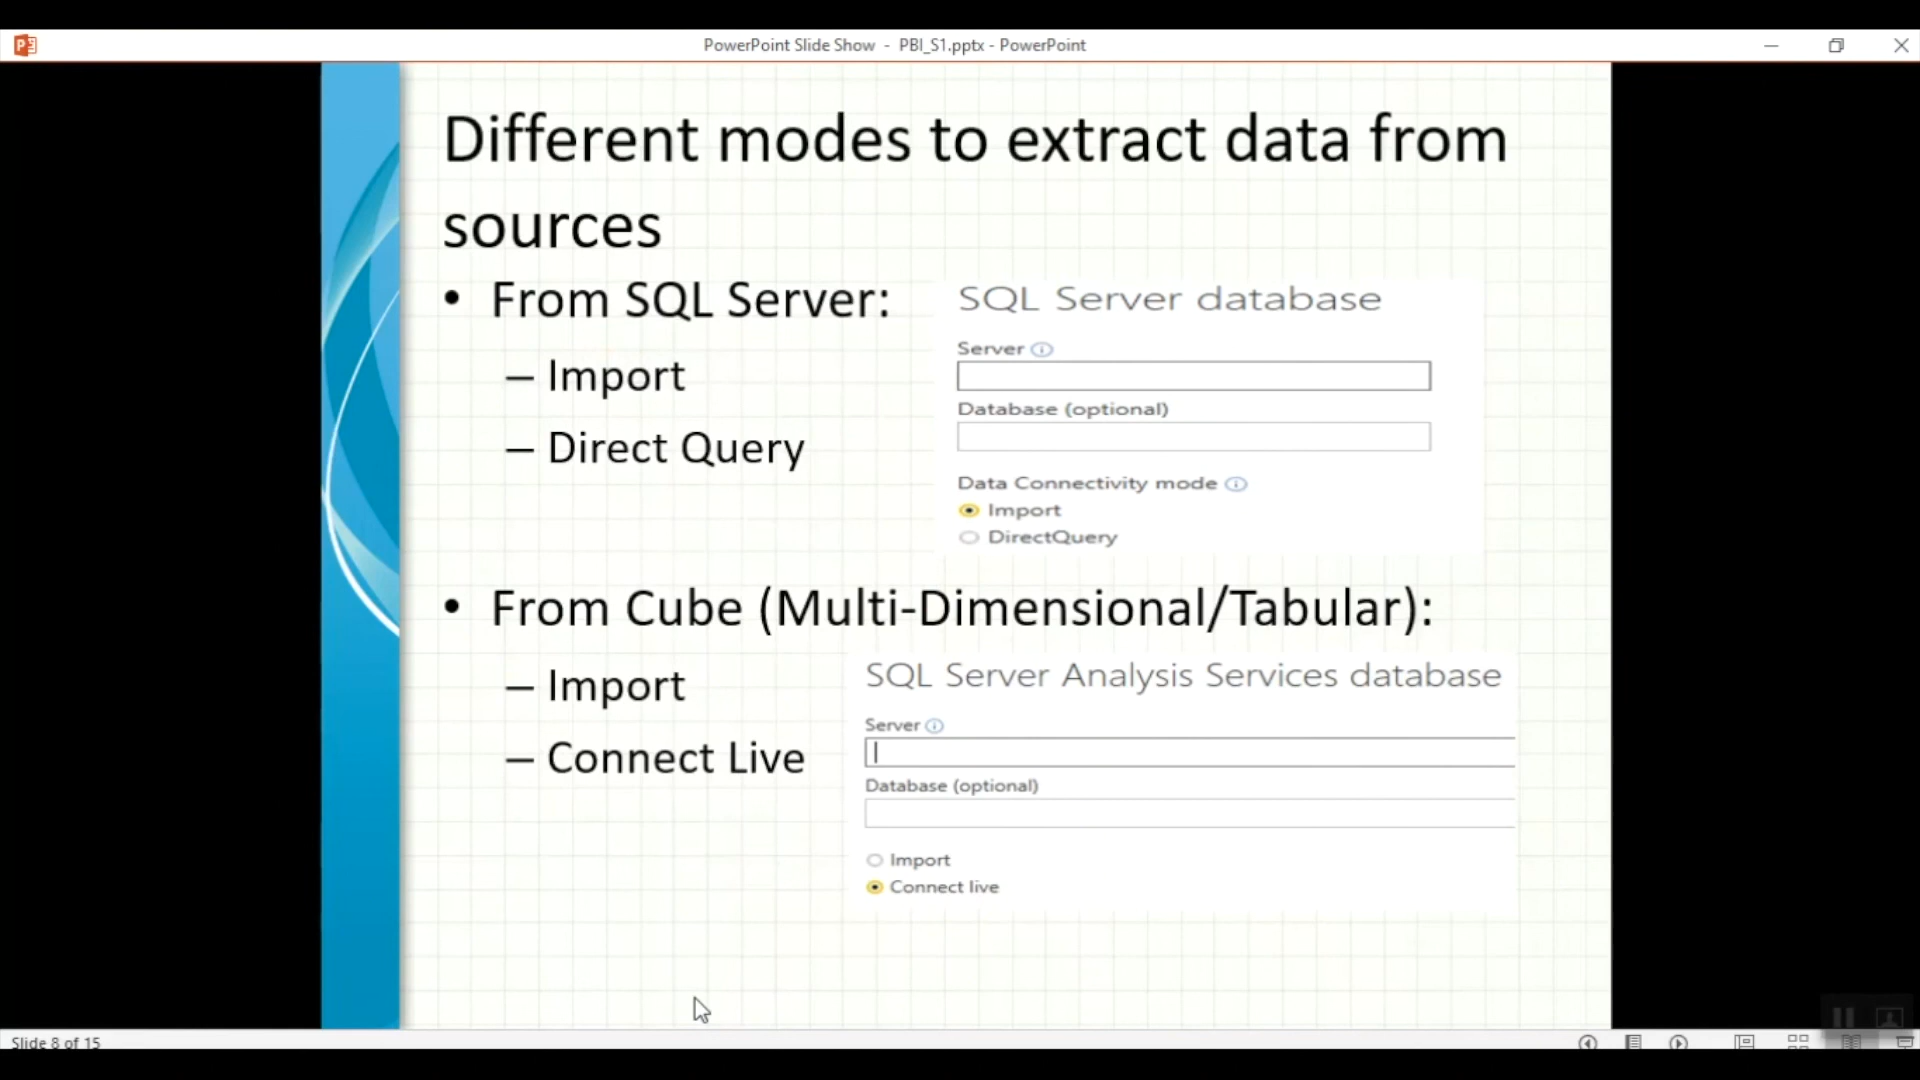 PowerPoint Slide Show - PBI_S1.pptx - PowerPoint
Different modes to extract data from
sources
• From SQL Server:
– Import
– Direct Query
SQL Server database
Server
Database (optional)
Data Connectivity mode
Import
DirectQuery
• From Cube (Multi-Dimensional/Tabular):
– Import
– Connect Live
SQL Server Analysis Services database
Server
Database (optional)
Import
Connect live
Slide 8 of 15